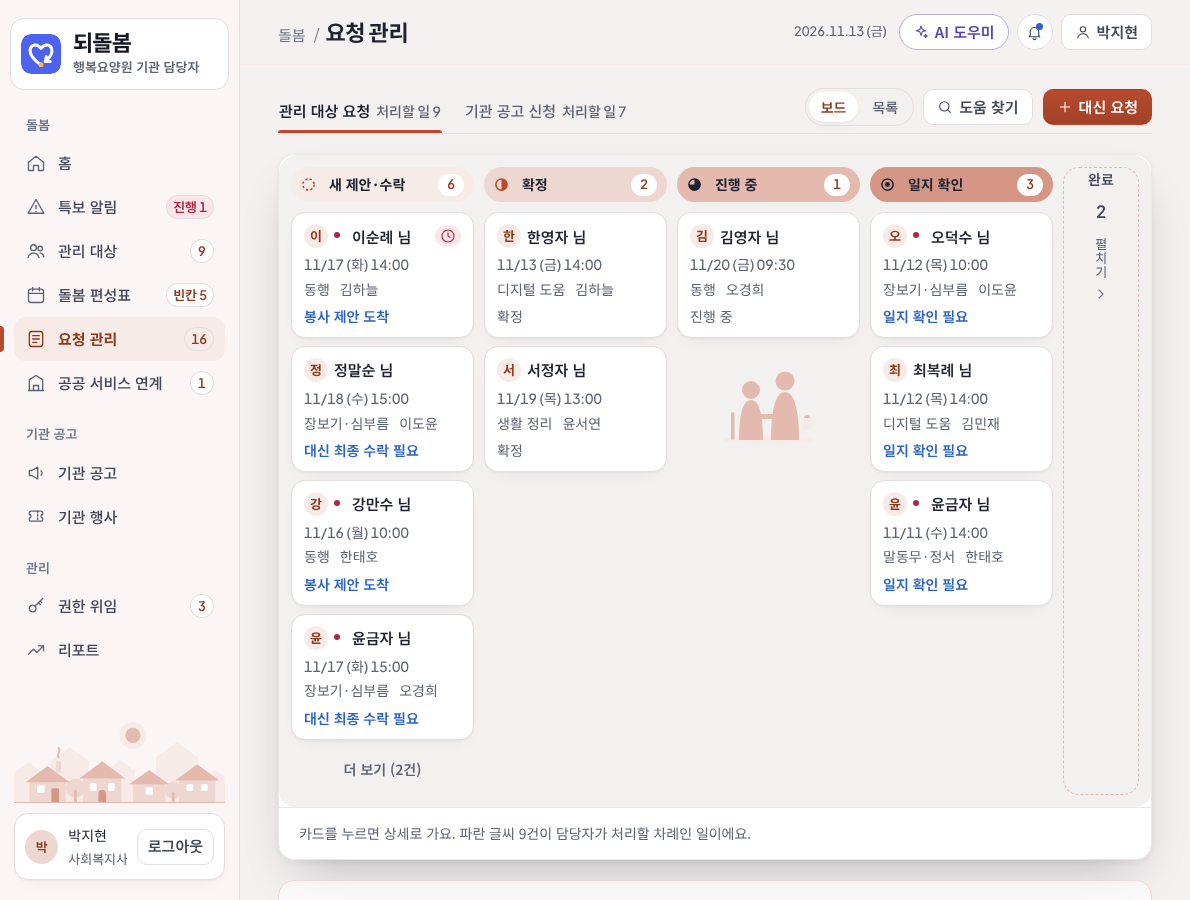 되돌봄
행복요양원 기관 담당자
돌봄
홈
특보 알림 진행 1
관리 대상 9
돌봄 편성표 빈칸 5
요청 관리 16
공공 서비스 연계 1
기관 공고
기관 공고
기관 행사
관리
권한 위임 3
리포트
박 박지현
사회복지사
로그아웃
돌봄 / 요청 관리
2026.11.13 (금) AI 도우미 박지현
관리 대상 요청 처리할 일 9 기관 공고 신청 처리할 일 7
보드 목록 도움 찾기 + 대신 요청
새 제안·수락 6
이 이순례 님
11/17 (화) 14:00
동행 김하늘
봉사 제안 도착
정 정말순 님
11/18 (수) 15:00
장보기·심부름 이도윤
대신 최종 수락 필요
강 강만수 님
11/16 (월) 10:00
동행 한태호
봉사 제안 도착
윤 윤금자 님
11/17 (화) 15:00
장보기·심부름 오경희
대신 최종 수락 필요
더 보기 (2건)
확정 2
한 한영자 님
11/13 (금) 14:00
디지털 도움 김하늘
확정
서 서정자 님
11/19 (목) 13:00
생활 정리 윤서연
확정
진행 중 1
김 김영자 님
11/20 (금) 09:30
동행 오경희
진행 중
일지 확인 3
오 오덕수 님
11/12 (목) 10:00
장보기·심부름 이도윤
일지 확인 필요
최 최복례 님
11/12 (목) 14:00
디지털 도움 김민재
일지 확인 필요
윤 윤금자 님
11/11 (수) 14:00
말동무·정서 한태호
일지 확인 필요
완료
2
펼치기
카드를 누르면 상세로 가요. 파란 글씨 9건이 담당자가 처리할 차례인 일이에요.